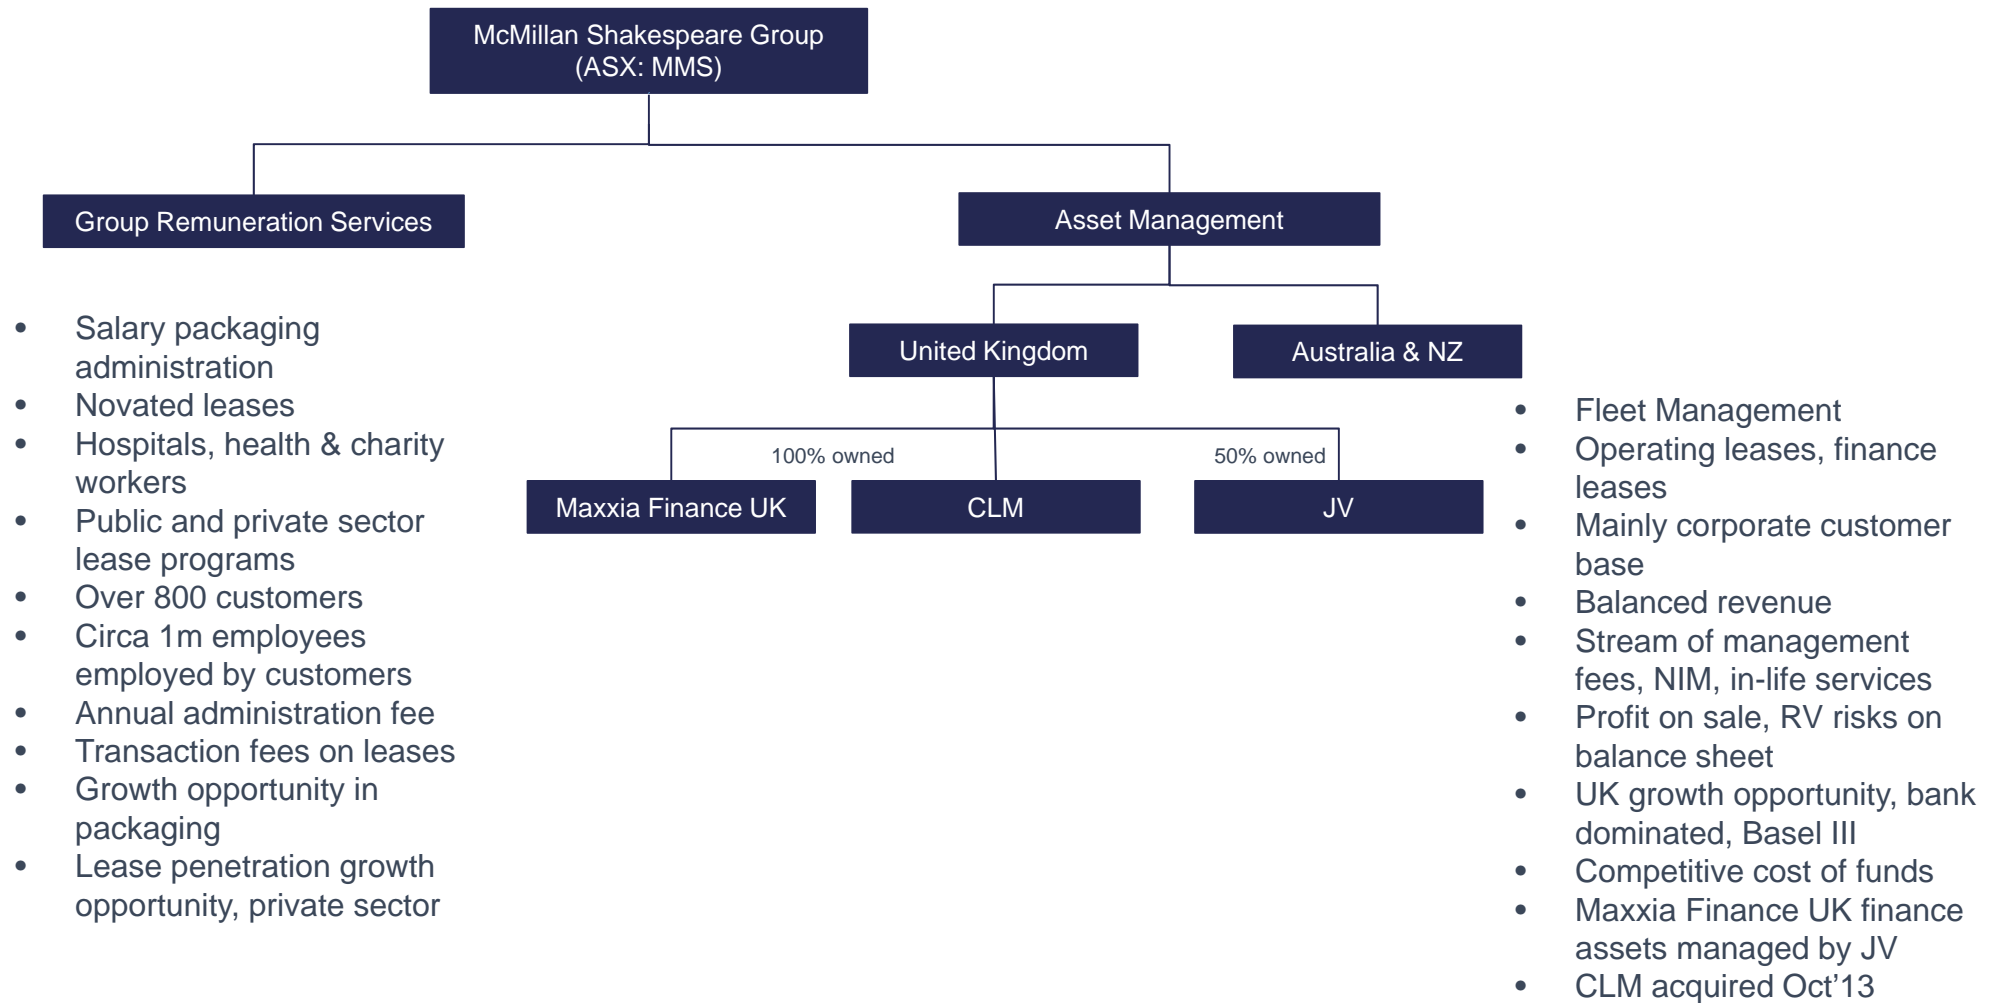 McMillan Shakespeare Group
(ASX: MMS)
Group Remuneration Services
Asset Management
United Kingdom
Australia & NZ
100% owned
50% owned
Maxxia Finance UK
CLM
JV
• Salary packaging
administration
• Novated leases
• Hospitals, health & charity
workers
• Public and private sector
lease programs
• Over 800 customers
• Circa 1m employees
employed by customers
• Annual administration fee
• Transaction fees on leases
• Growth opportunity in
packaging
• Lease penetration growth
opportunity, private sector
• Fleet Management
• Operating leases, finance
leases
• Mainly corporate customer
base
• Balanced revenue
• Stream of management
fees, NIM, in-life services
• Profit on sale, RV risks on
balance sheet
• UK growth opportunity, bank
dominated, Basel III
• Competitive cost of funds
• Maxxia Finance UK finance
assets managed by JV
• CLM acquired Oct’13